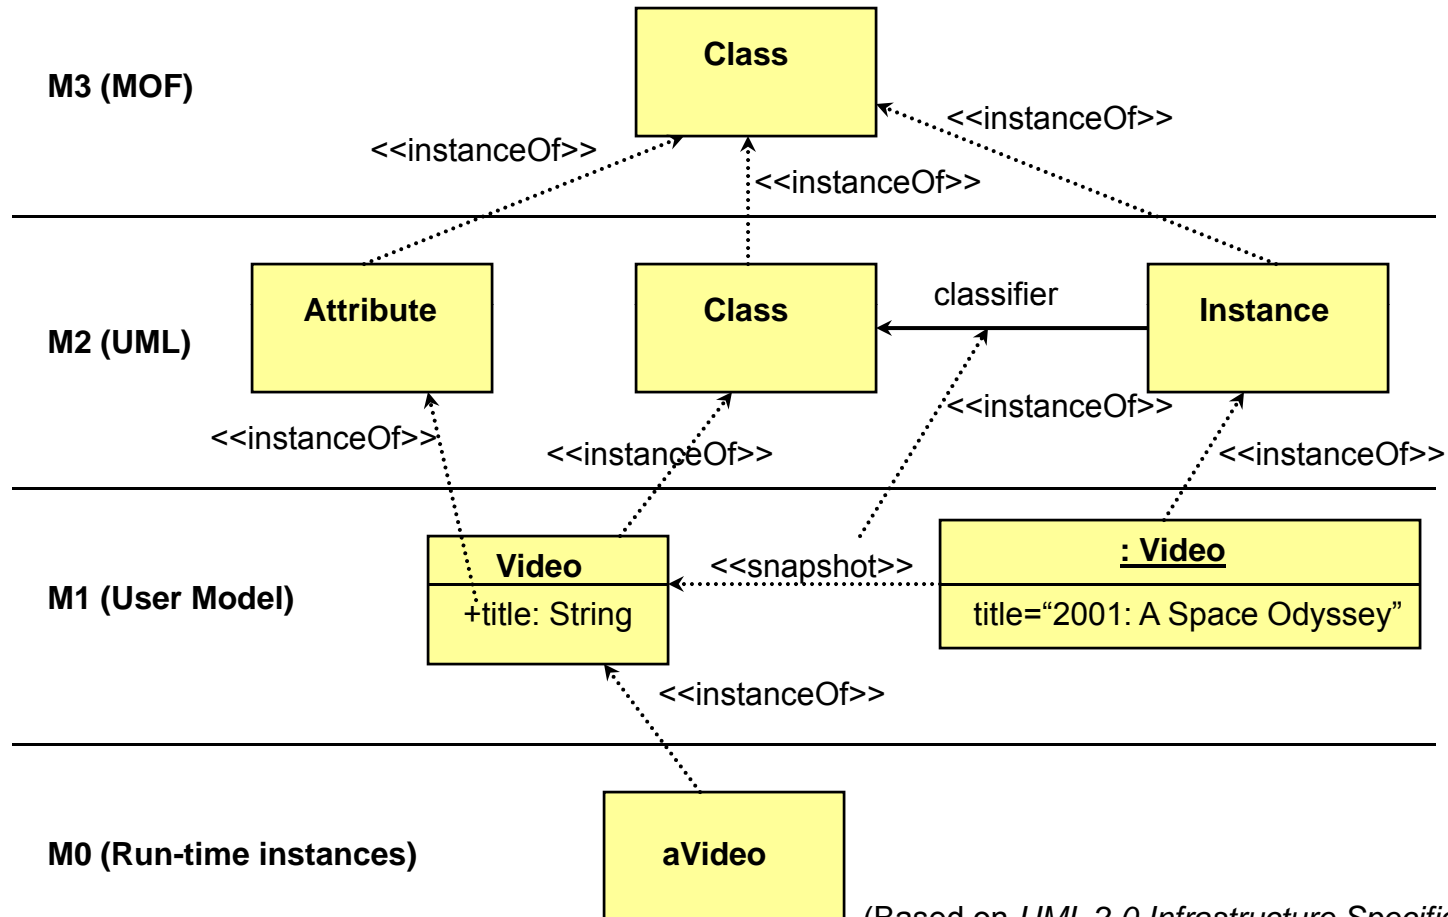 Class
M3 (MOF)
<<instanceOf>>
<<instanceOf>>
<<instanceOf>>
Attribute
Class
classifier
Instance
M2 (UML)
<<instanceOf>>
<<instanceOf>>
<<instanceOf>>
<<instanceOf>>
Video
<<snapshot>>
: Video
M1 (User Model)
+title: String
title=“2001: A Space Odyssey”
<<instanceOf>>
M0 (Run-time instances)
aVideo
(Based on UML 2.0 Infrastructure